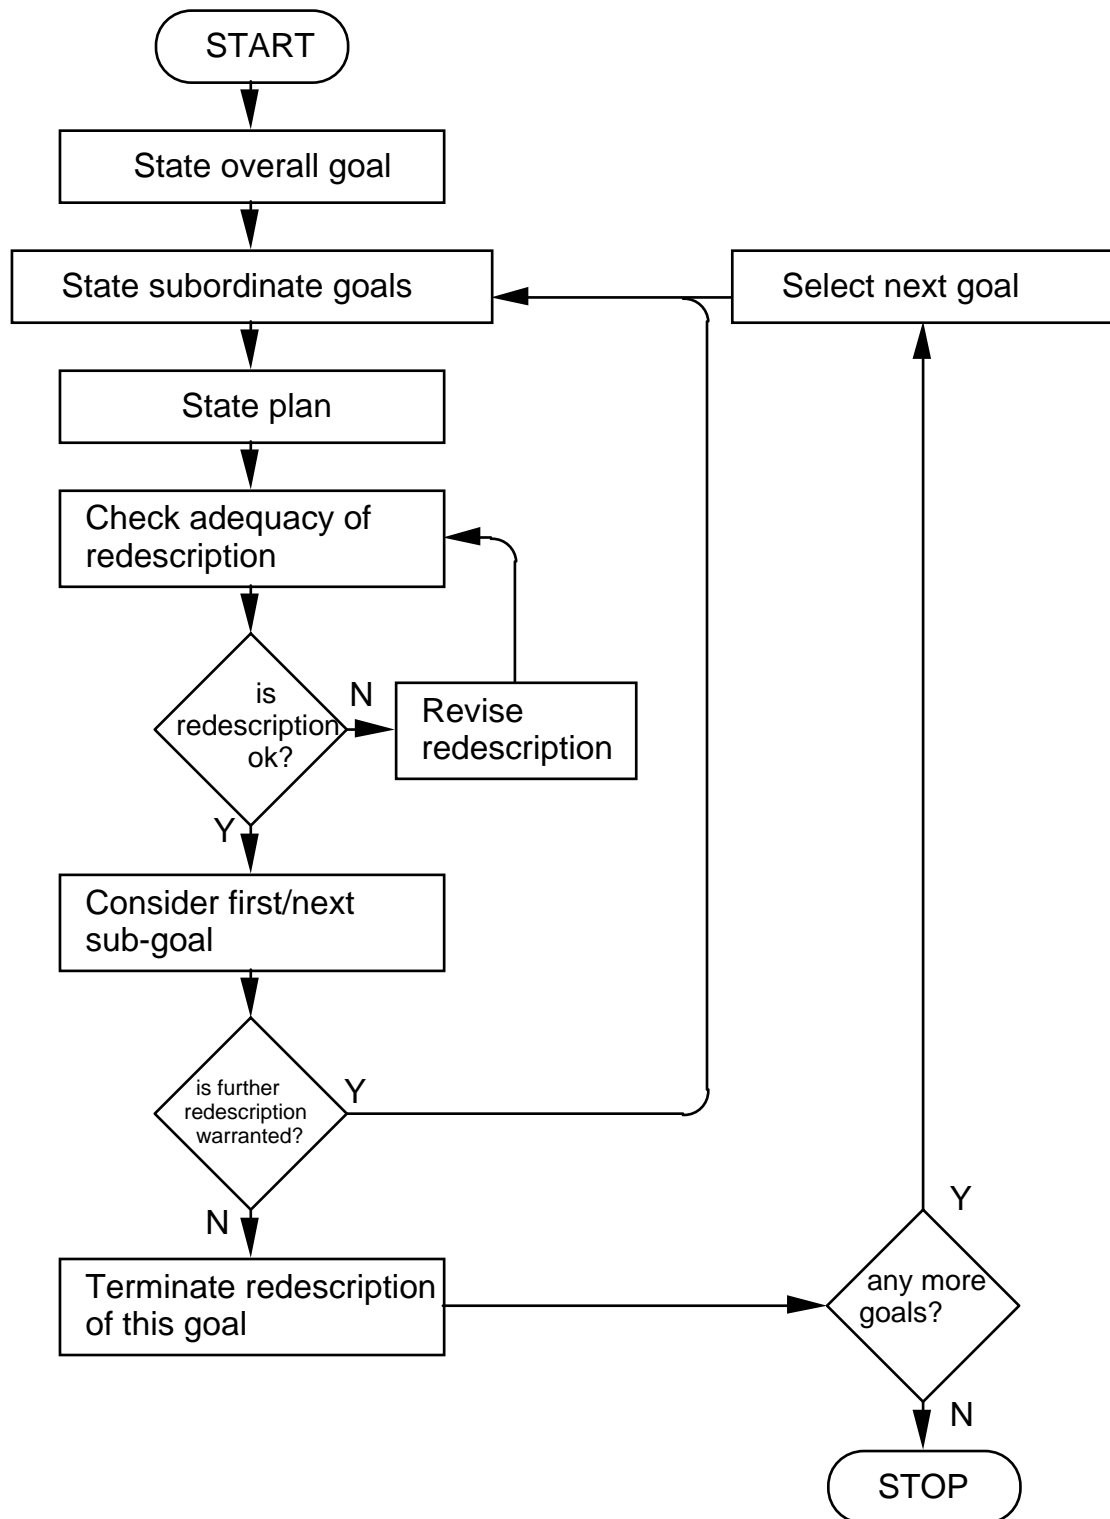 START
State overall goal
State subordinate goals
Select next goal
State plan
Check adequacy of
redescription
is
redescription
ok?
N
Revise
redescription
Y
Consider first/next
sub-goal
is further
redescription
warranted?
Y
N
Terminate redescription
of this goal
Y
any more
goals?
N
STOP